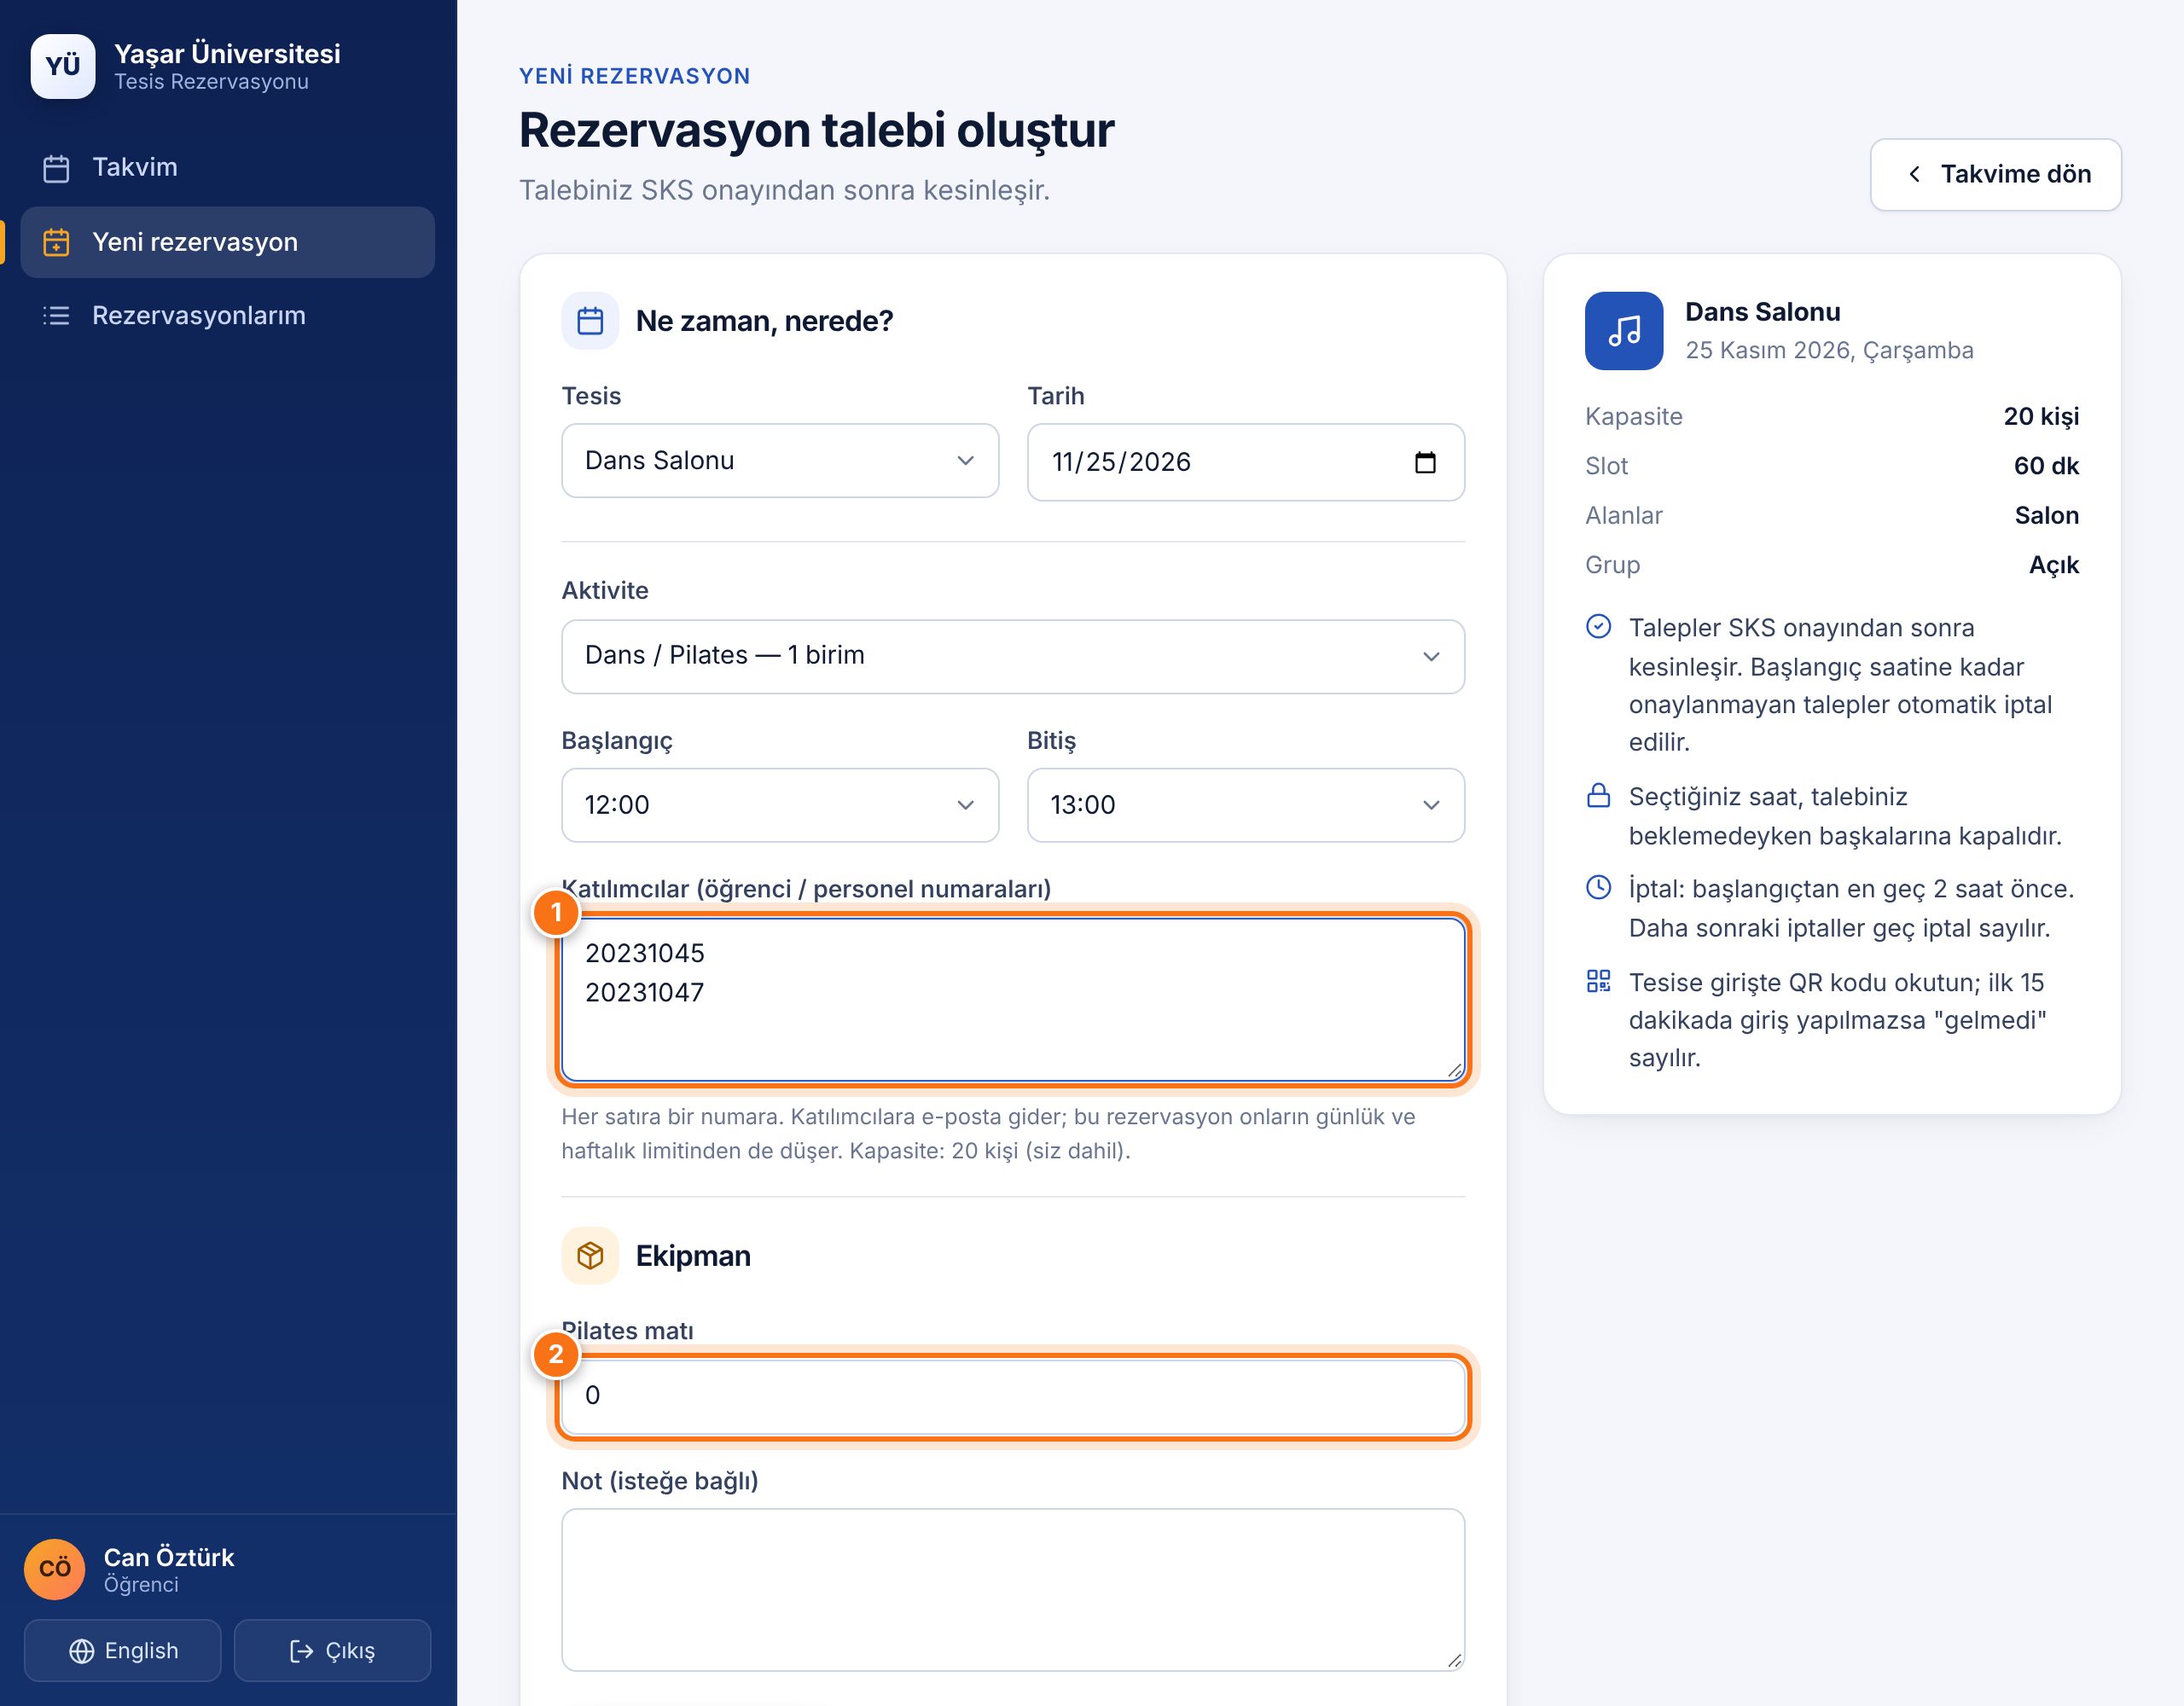 YÜ
Yaşar Üniversitesi
Tesis Rezervasyonu
Takvim
Yeni rezervasyon
Rezervasyonlarım
Can Öztürk
CÖ
Öğrenci
English
Çıkış
YENİ REZERVASYON
Rezervasyon talebi oluştur
Talebiniz SKS onayından sonra kesinleşir.
Takvime dön
Ne zaman, nerede?
Tesis
Tarih
Dans Salonu
11/25/2026
Aktivite
Dans / Pilates — 1 birim
Başlangıç
Bitiş
12:00
13:00
Katılımcılar (öğrenci / personel numaraları)
1
20231045
20231047
Her satıra bir numara. Katılımcılara e-posta gider; bu rezervasyon onların günlük ve
haftalık limitinden de düşer. Kapasite: 20 kişi (siz dahil).
Ekipman
Pilates matı
2
0
Not (isteğe bağlı)
Dans Salonu
25 Kasım 2026, Çarşamba
Kapasite
20 kişi
Slot
60 dk
Alanlar
Salon
Grup
Açık
Talepler SKS onayından sonra
kesinleşir. Başlangıç saatine kadar
onaylanmayan talepler otomatik iptal
edilir.
Seçtiğiniz saat, talebiniz
beklemedeyken başkalarına kapalıdır.
İptal: başlangıçtan en geç 2 saat önce.
Daha sonraki iptaller geç iptal sayılır.
Tesise girişte QR kodu okutun; ilk 15
dakikada giriş yapılmazsa "gelmedi"
sayılır.